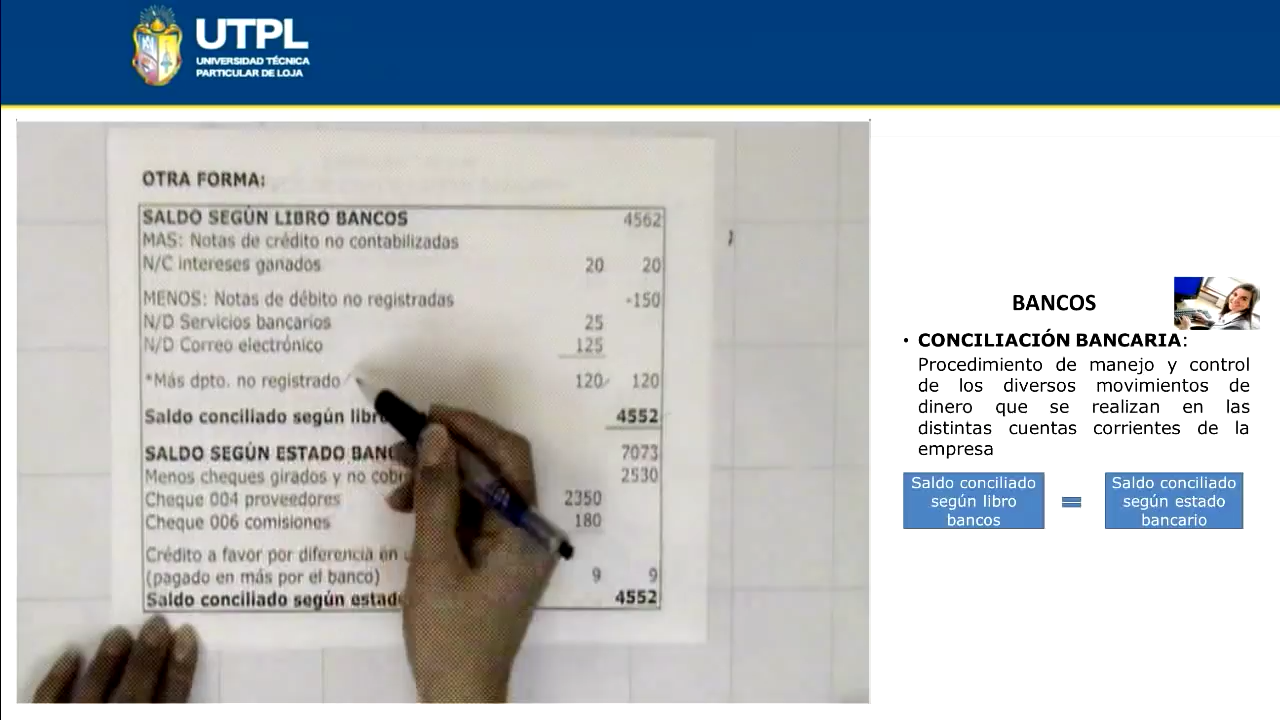 UTPL
UNIVERSIDAD TÉCNICA
PARTICULAR DE LOJA
OTRA FORMA:
SALDO SEGÚN LIBRO BANCOS 4562
MAS: Notas de crédito no contabilizadas
N/C intereses ganados 20 20
MENOS: Notas de débito no registradas -150
N/D Servicios bancarios 25
N/D Correo electrónico 125
*Más dpto. no registrado 120 120
Saldo conciliado según 4552
SALDO SEGÚN ESTADO 7073
Menos cheques girados y no 2530
Cheque 004 proveedores 2350
Cheque 006 comisiones 180
Crédito a favor por diferencia en
(pagado en más por el banco) 9 9
Saldo conciliado según 4552
BANCOS
• CONCILIACIÓN BANCARIA:
Procedimiento de manejo y control
de los diversos movimientos de
dinero que se realizan en las
distintas cuentas corrientes de la
empresa
Saldo conciliado
según libro
bancos
=
Saldo conciliado
según estado
bancario